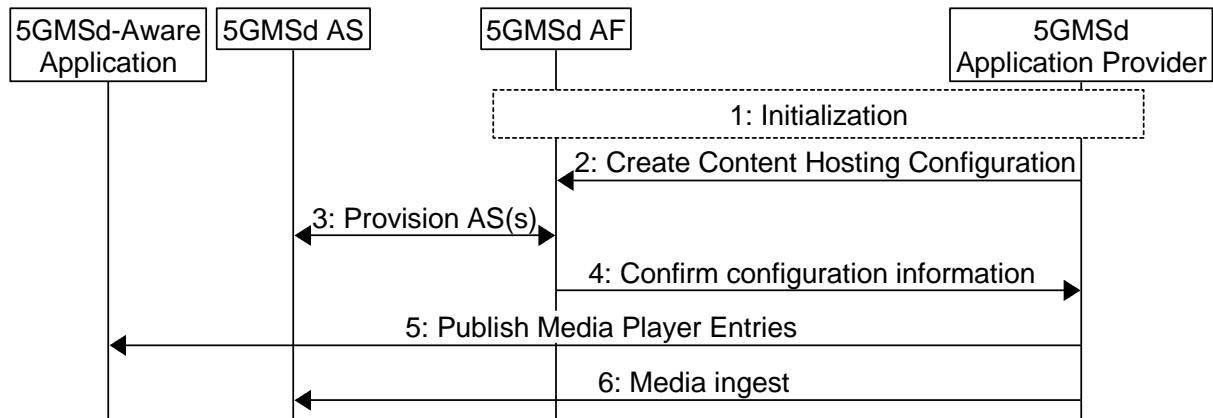 5GMSd-Aware
Application
5GMSd AS
5GMSd AF
5GMSd
Application Provider
1: Initialization
2: Create Content Hosting Configuration
3: Provision AS(s)
4: Confirm configuration information
5: Publish Media Player Entries
6: Media ingest